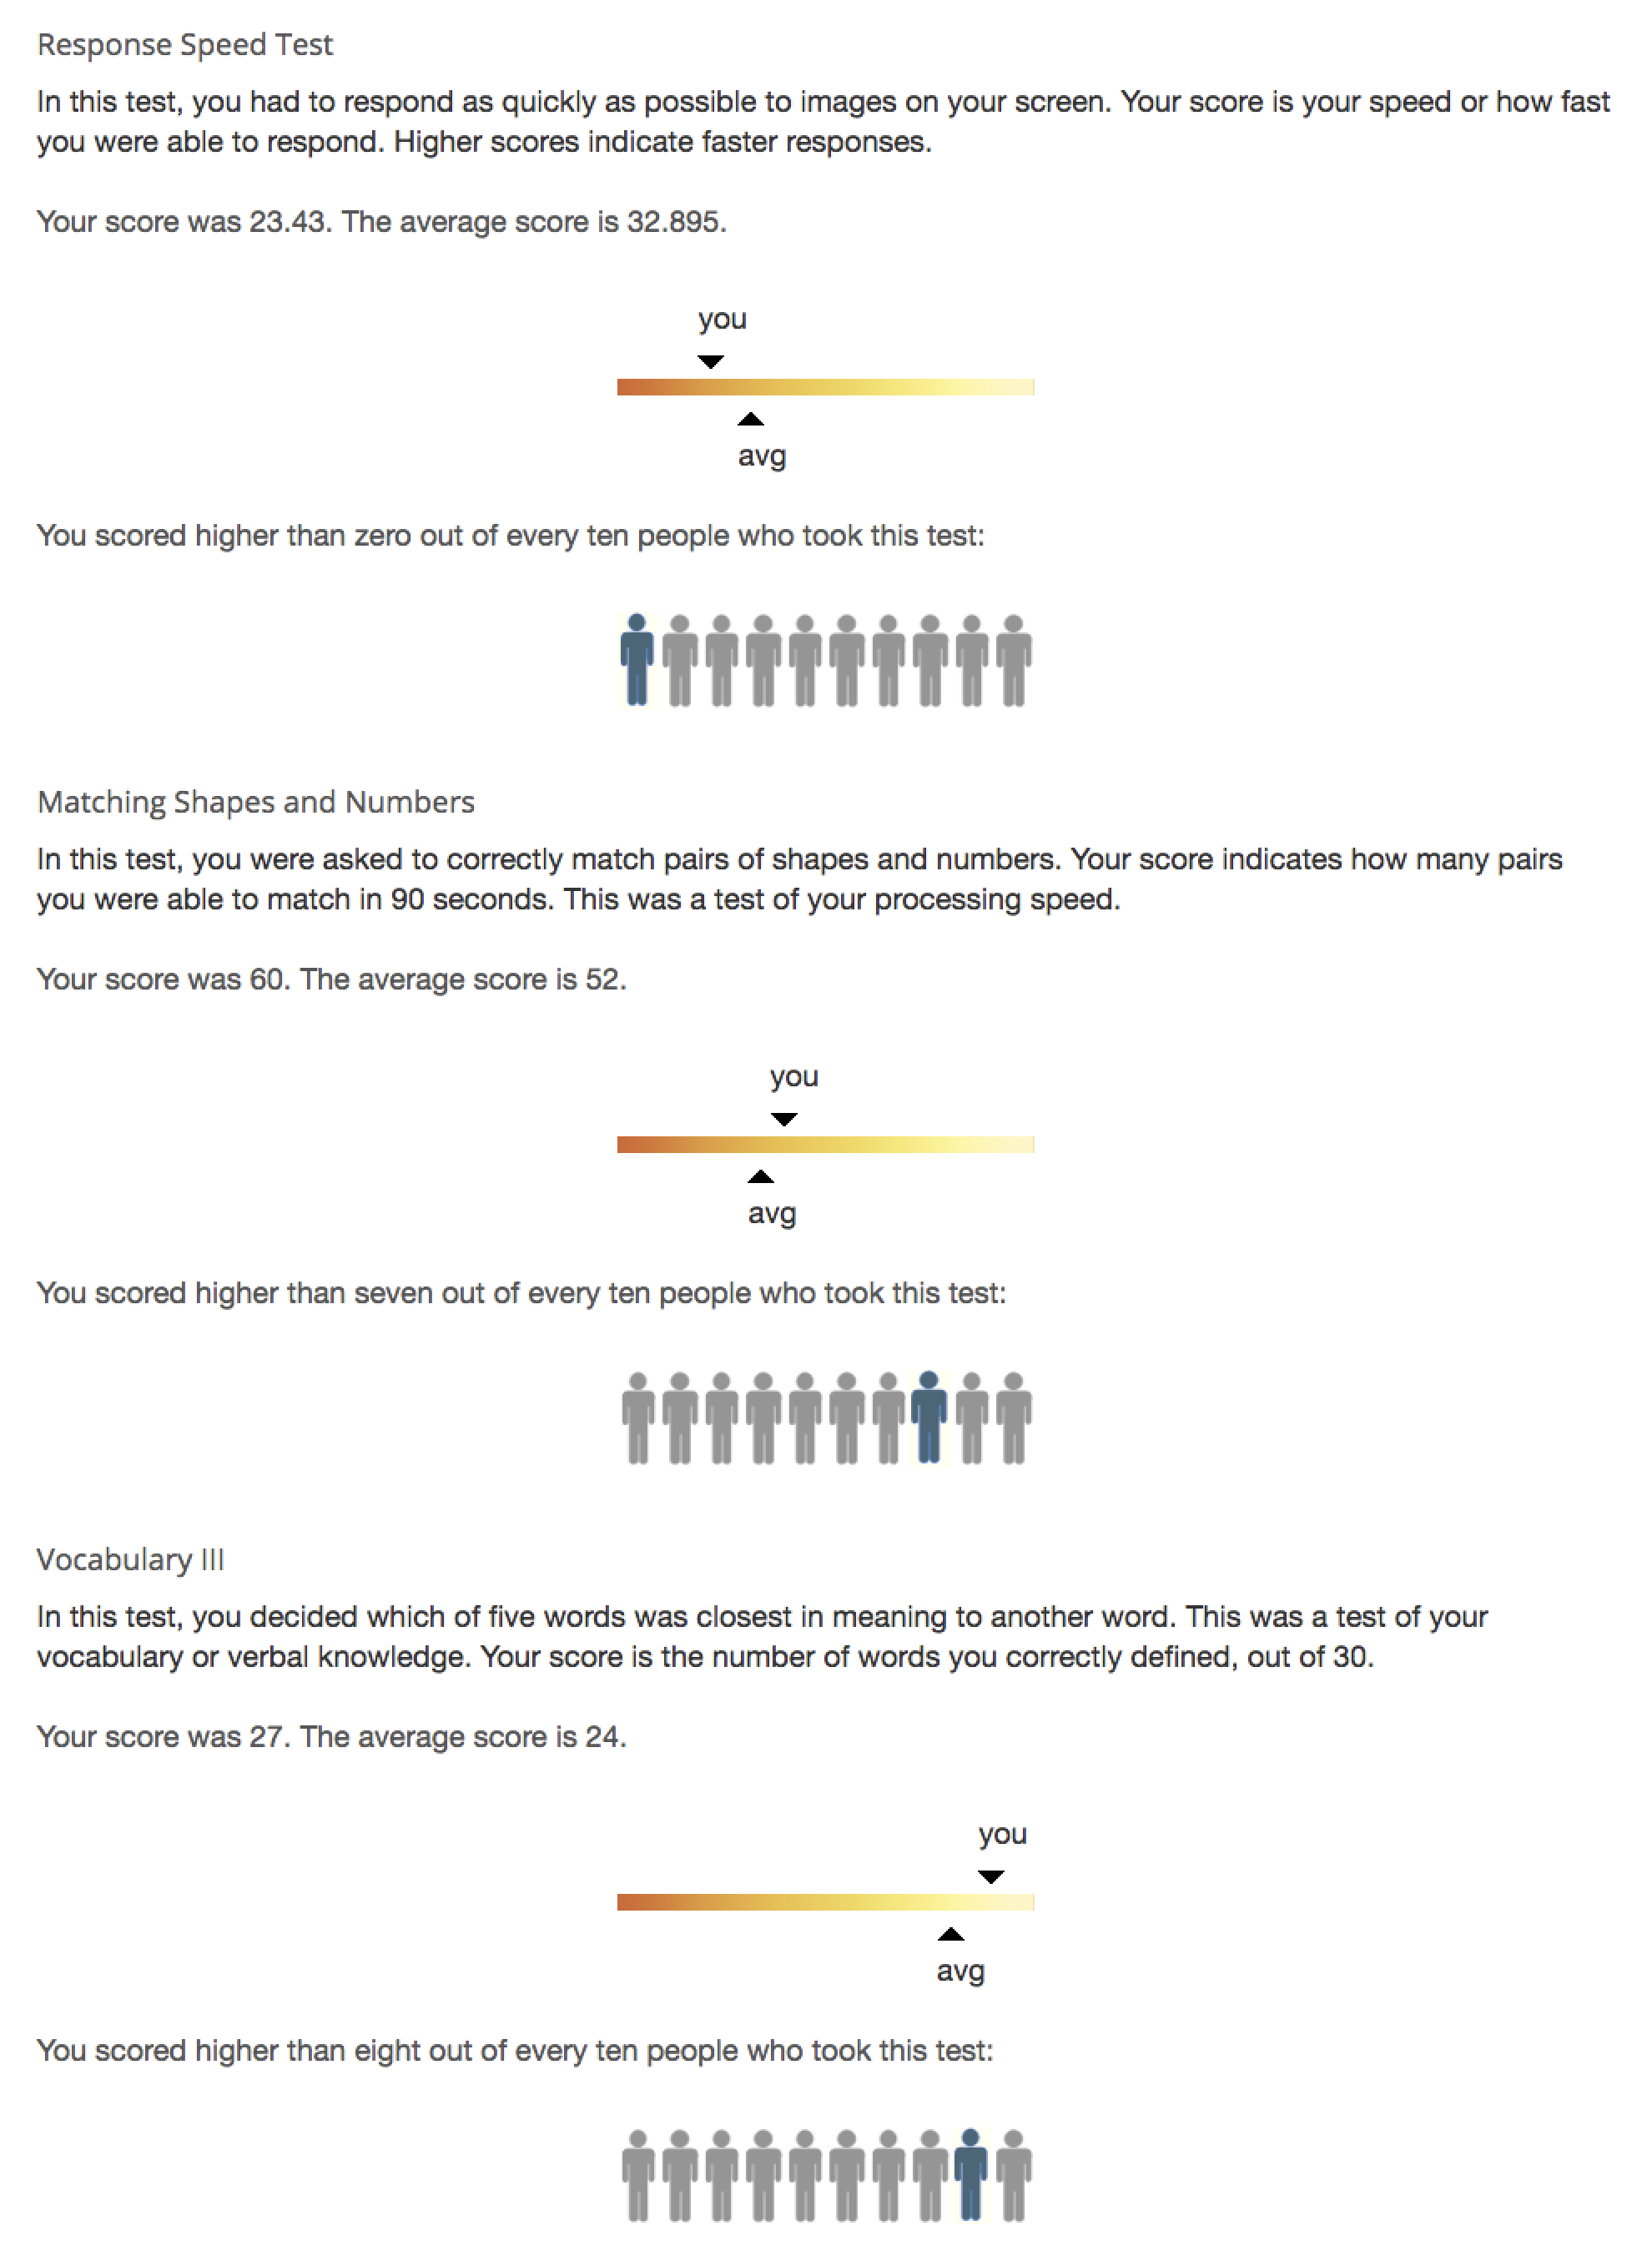 Response Speed Test
In this test, you had to respond as quickly as possible to images on your screen. Your score is your speed or how fast
you were able to respond. Higher scores indicate faster responses.
Your score was 23.43. The average score is 32.895.
you
avg
You scored higher than zero out of every ten people who took this test:
Matching Shapes and Numbers
In this test, you were asked to correctly match pairs of shapes and numbers. Your score indicates how many pairs
you were able to match in 90 seconds. This was a test of your processing speed.
Your score was 60. The average score is 52.
you
avg
You scored higher than seven out of every ten people who took this test:
Vocabulary III
In this test, you decided which of five words was closest in meaning to another word. This was a test of your
vocabulary or verbal knowledge. Your score is the number of words you correctly defined, out of 30.
Your score was 27. The average score is 24.
you
avg
You scored higher than eight out of every ten people who took this test: